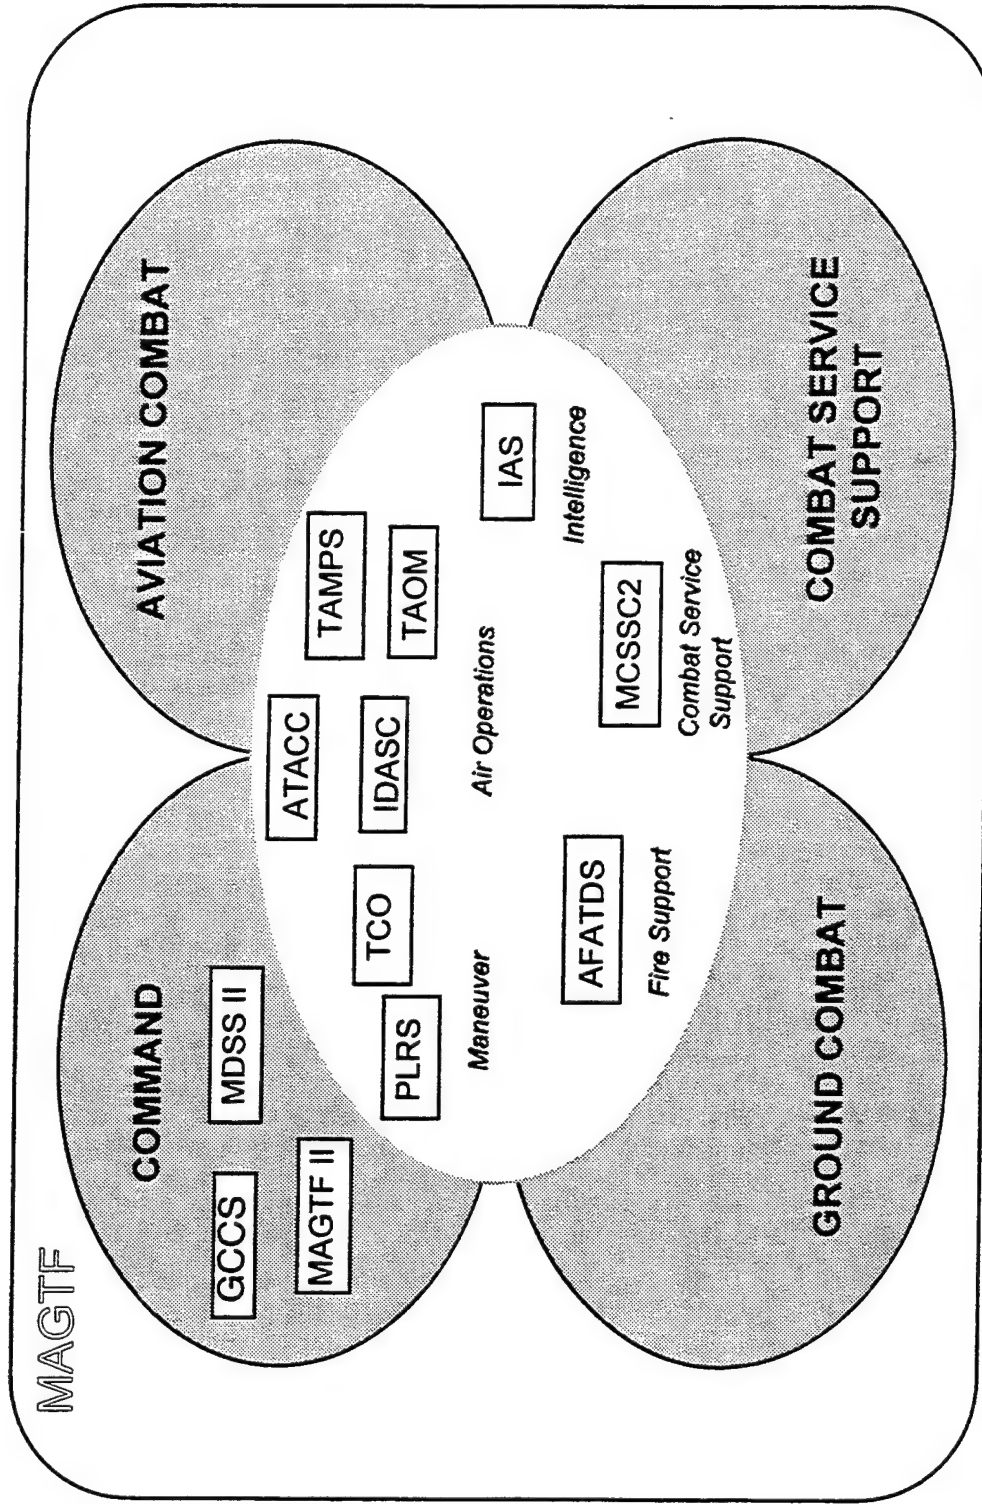 MAGTF
COMMAND
AVIATION COMBAT
GCCS
MDSS II
MAGTF II
ATACC
TAMPS
TCO
IDASC
TAOM
PLRS
Maneuver
Air Operations
IAS
Intelligence
AFATDS
Fire Support
MCSSC2
Combat Service
Support
GROUND COMBAT
COMBAT SERVICE
SUPPORT